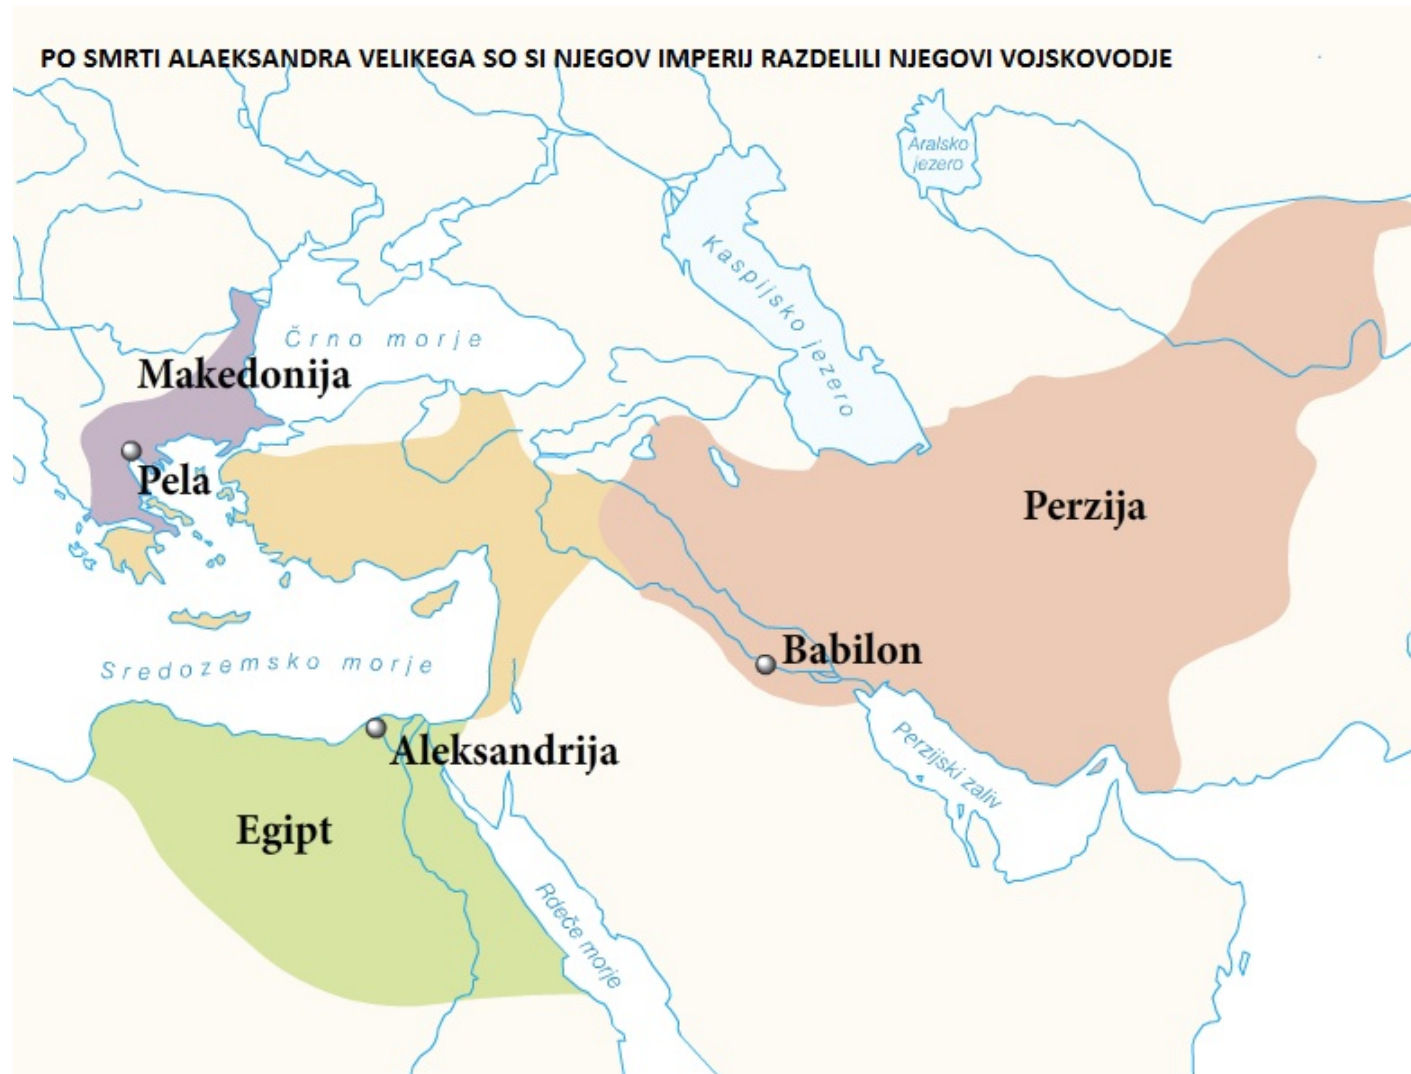 PO SMRTI ALAEKSANDRA VELIKEGA SO SI NJEGOV IMPERIJ RAZDELILI NJEGOVI VOJSKOVODJE
Aralsko
jezero
Kaspijsko jezero
Črno morje
Makedonija
Pela
Perzija
Babilon
Sredozemsko morje
Aleksandrija
Perzijski zaliv
Egipt
Rdeče morje